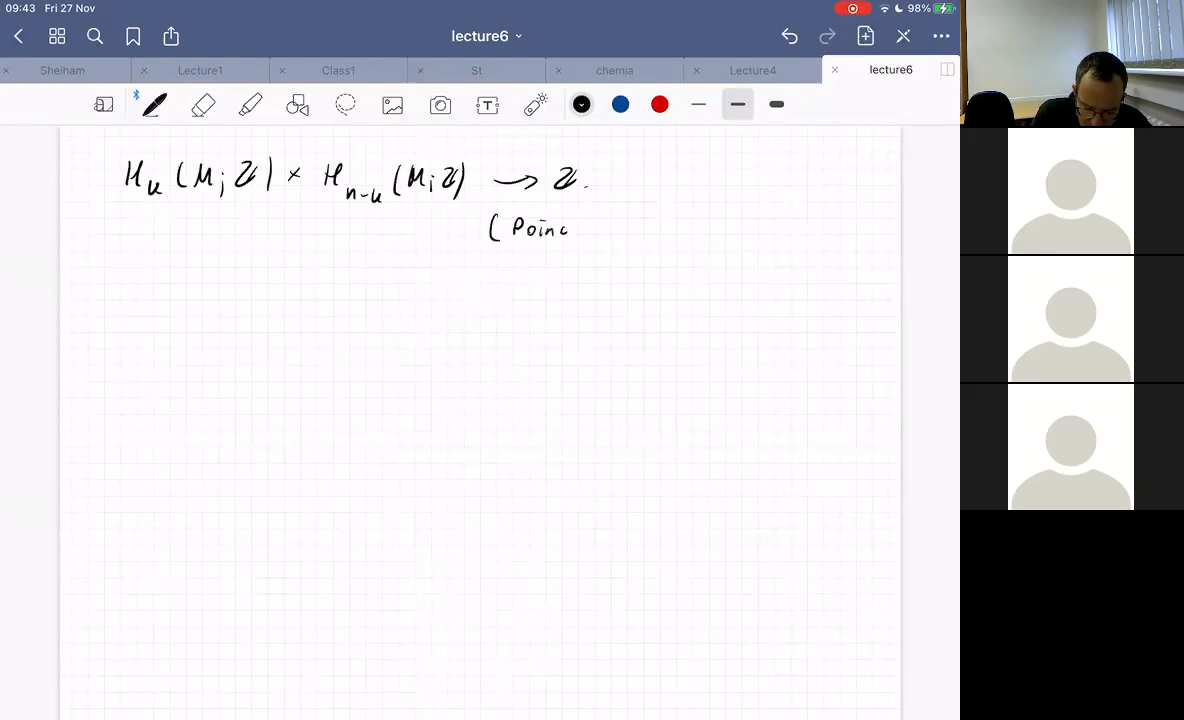 09:43 Fri 27 Nov
98%
lecture6
Sheiham
Lecture1
Class1
St
chemia
Lecture4
lecture6
H_k (M; ℤ) × H_{n-k} (M; ℤ) → ℤ.
( Poinc